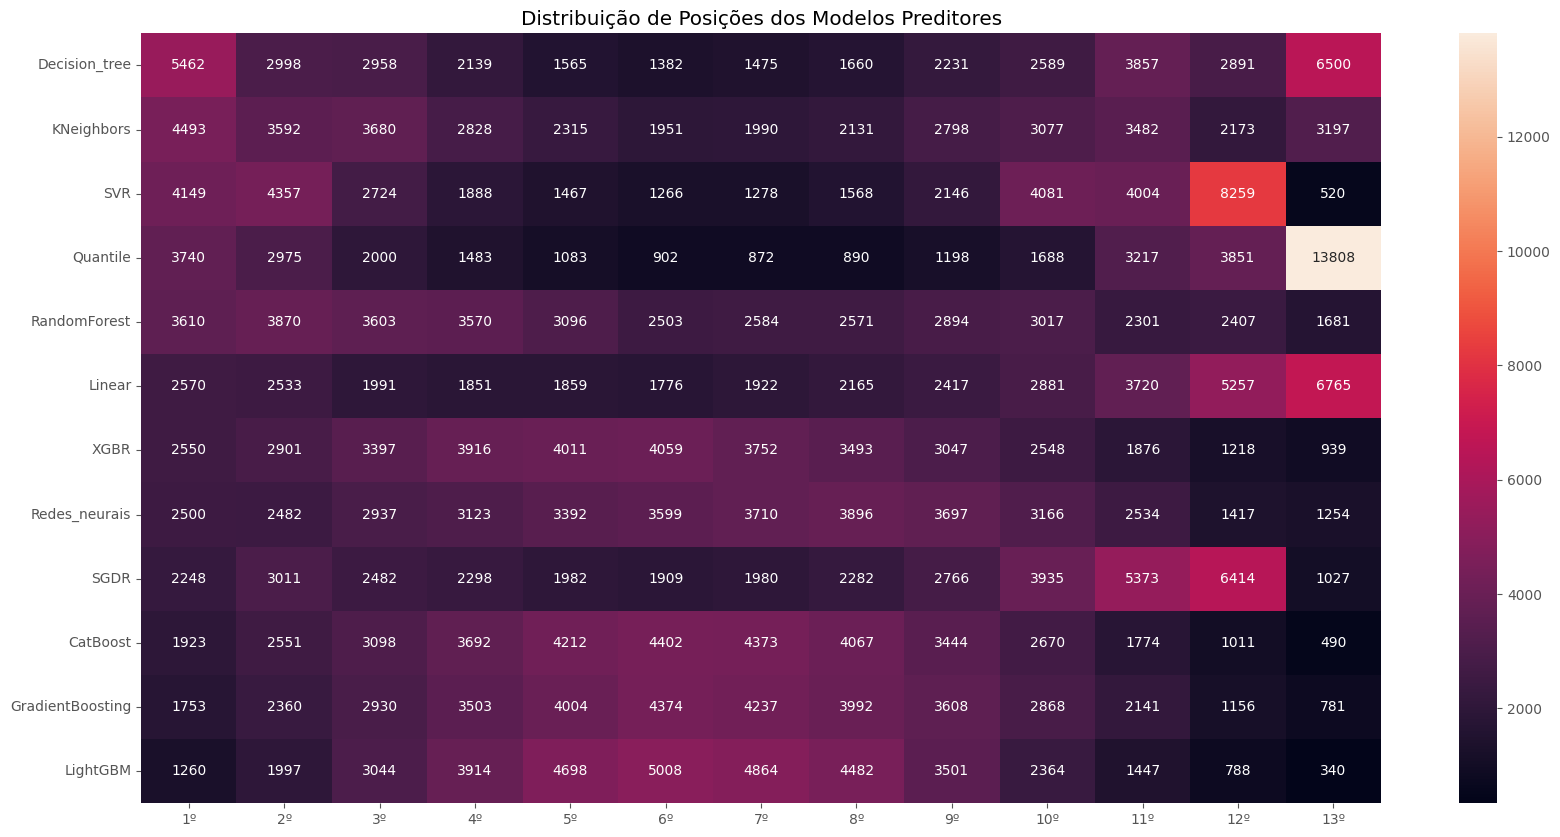 Distribuição de Posições dos Modelos Preditores
Decision_tree 5462 2998 2958 2139 1565 1382 1475 1660 2231 2589 3857 2891 6500
KNeighbors 4493 3592 3680 2828 2315 1951 1990 2131 2798 3077 3482 2173 3197
SVR 4149 4357 2724 1888 1467 1266 1278 1568 2146 4081 4004 8259 520
Quantile 3740 2975 2000 1483 1083 902 872 890 1198 1688 3217 3851 13808
RandomForest 3610 3870 3603 3570 3096 2503 2584 2571 2894 3017 2301 2407 1681
Linear 2570 2533 1991 1851 1859 1776 1922 2165 2417 2881 3720 5257 6765
XGBR 2550 2901 3397 3916 4011 4059 3752 3493 3047 2548 1876 1218 939
Redes_neurais 2500 2482 2937 3123 3392 3599 3710 3896 3697 3166 2534 1417 1254
SGDR 2248 3011 2482 2298 1982 1909 1980 2282 2766 3935 5373 6414 1027
CatBoost 1923 2551 3098 3692 4212 4402 4373 4067 3444 2670 1774 1011 490
GradientBoosting 1753 2360 2930 3503 4004 4374 4237 3992 3608 2868 2141 1156 781
LightGBM 1260 1997 3044 3914 4698 5008 4864 4482 3501 2364 1447 788 340
1º 2º 3º 4º 5º 6º 7º 8º 9º 10º 11º 12º 13º
12000
10000
8000
6000
4000
2000